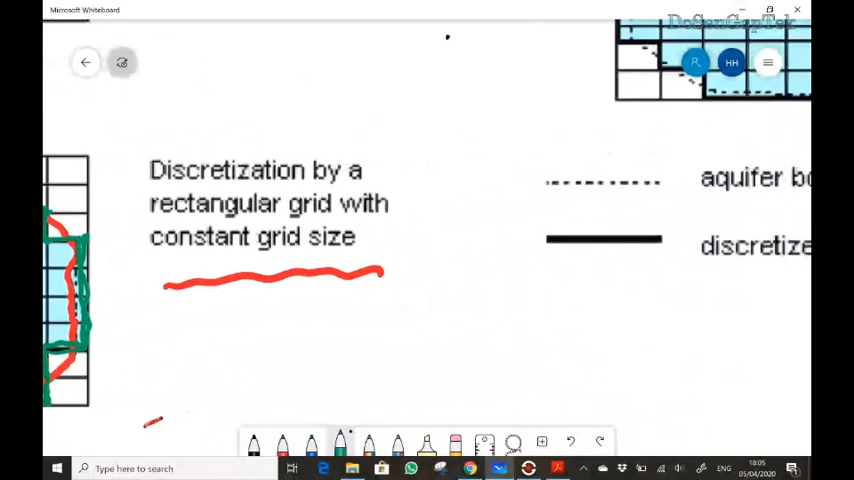 Microsoft Whiteboard
DoSenGapTek
HH
Discretization by a
rectangular grid with
constant grid size
aquifer bo
discretize
Type here to search
ENG
18:05
05/04/2020